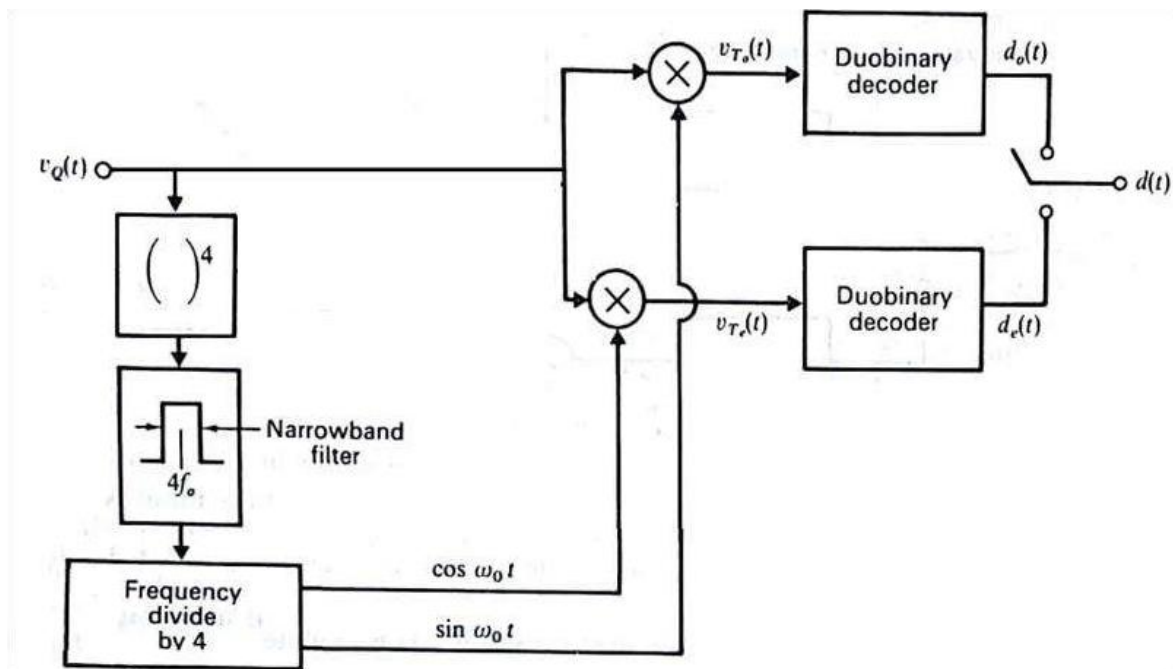 v_{T_o}(t)
Duobinary
decoder
d_o(t)
v_Q(t)
d(t)
( )^4
v_{T_e}(t)
Duobinary
decoder
d_e(t)
Narrowband
filter
4f_o
Frequency
divide
by 4
cos ω_0 t
sin ω_0 t